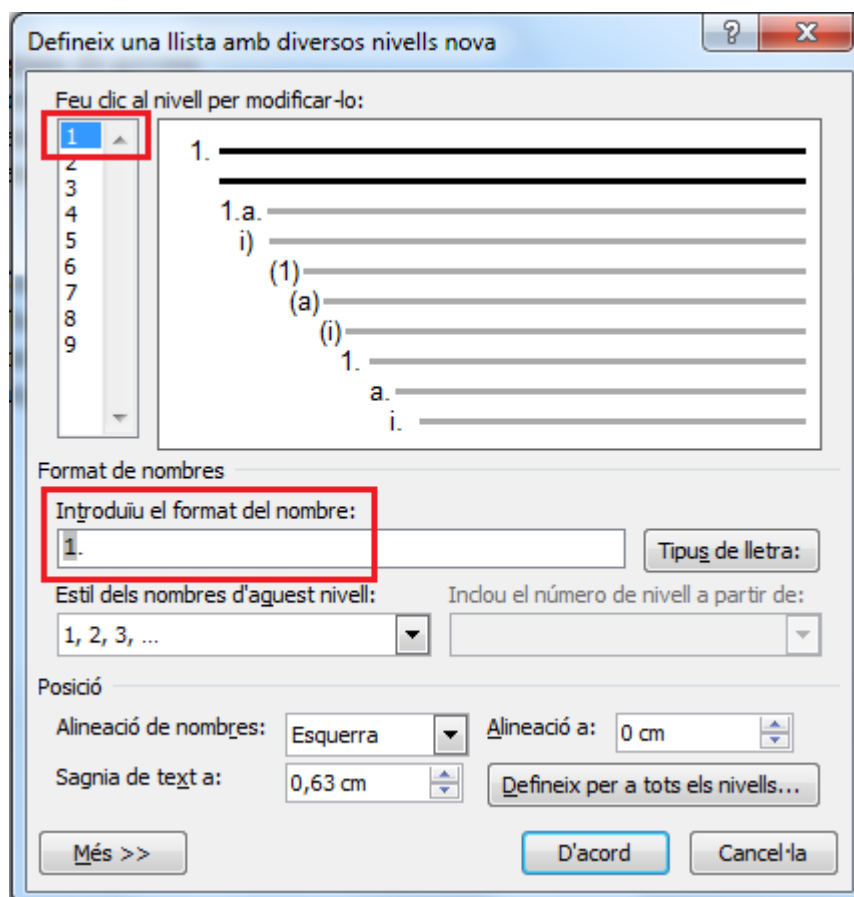 Defineix una llista amb diversos nivells nova
Feu clic al nivell per modificar-lo:
1
2
3
4
5
6
7
8
9
1.
1.a.
i)
(1)
(a)
(i)
1.
a.
i.
Format de nombres
Introduïu el format del nombre:
1.
Tipus de lletra:
Estil dels nombres d'aquest nivell:
Inclou el número de nivell a partir de:
1, 2, 3, ...
Posició
Alineació de nombres: Esquerra Alineació a: 0 cm
Sagnia de text a: 0,63 cm Defineix per a tots els nivells...
Més >> D'acord Cancel·la